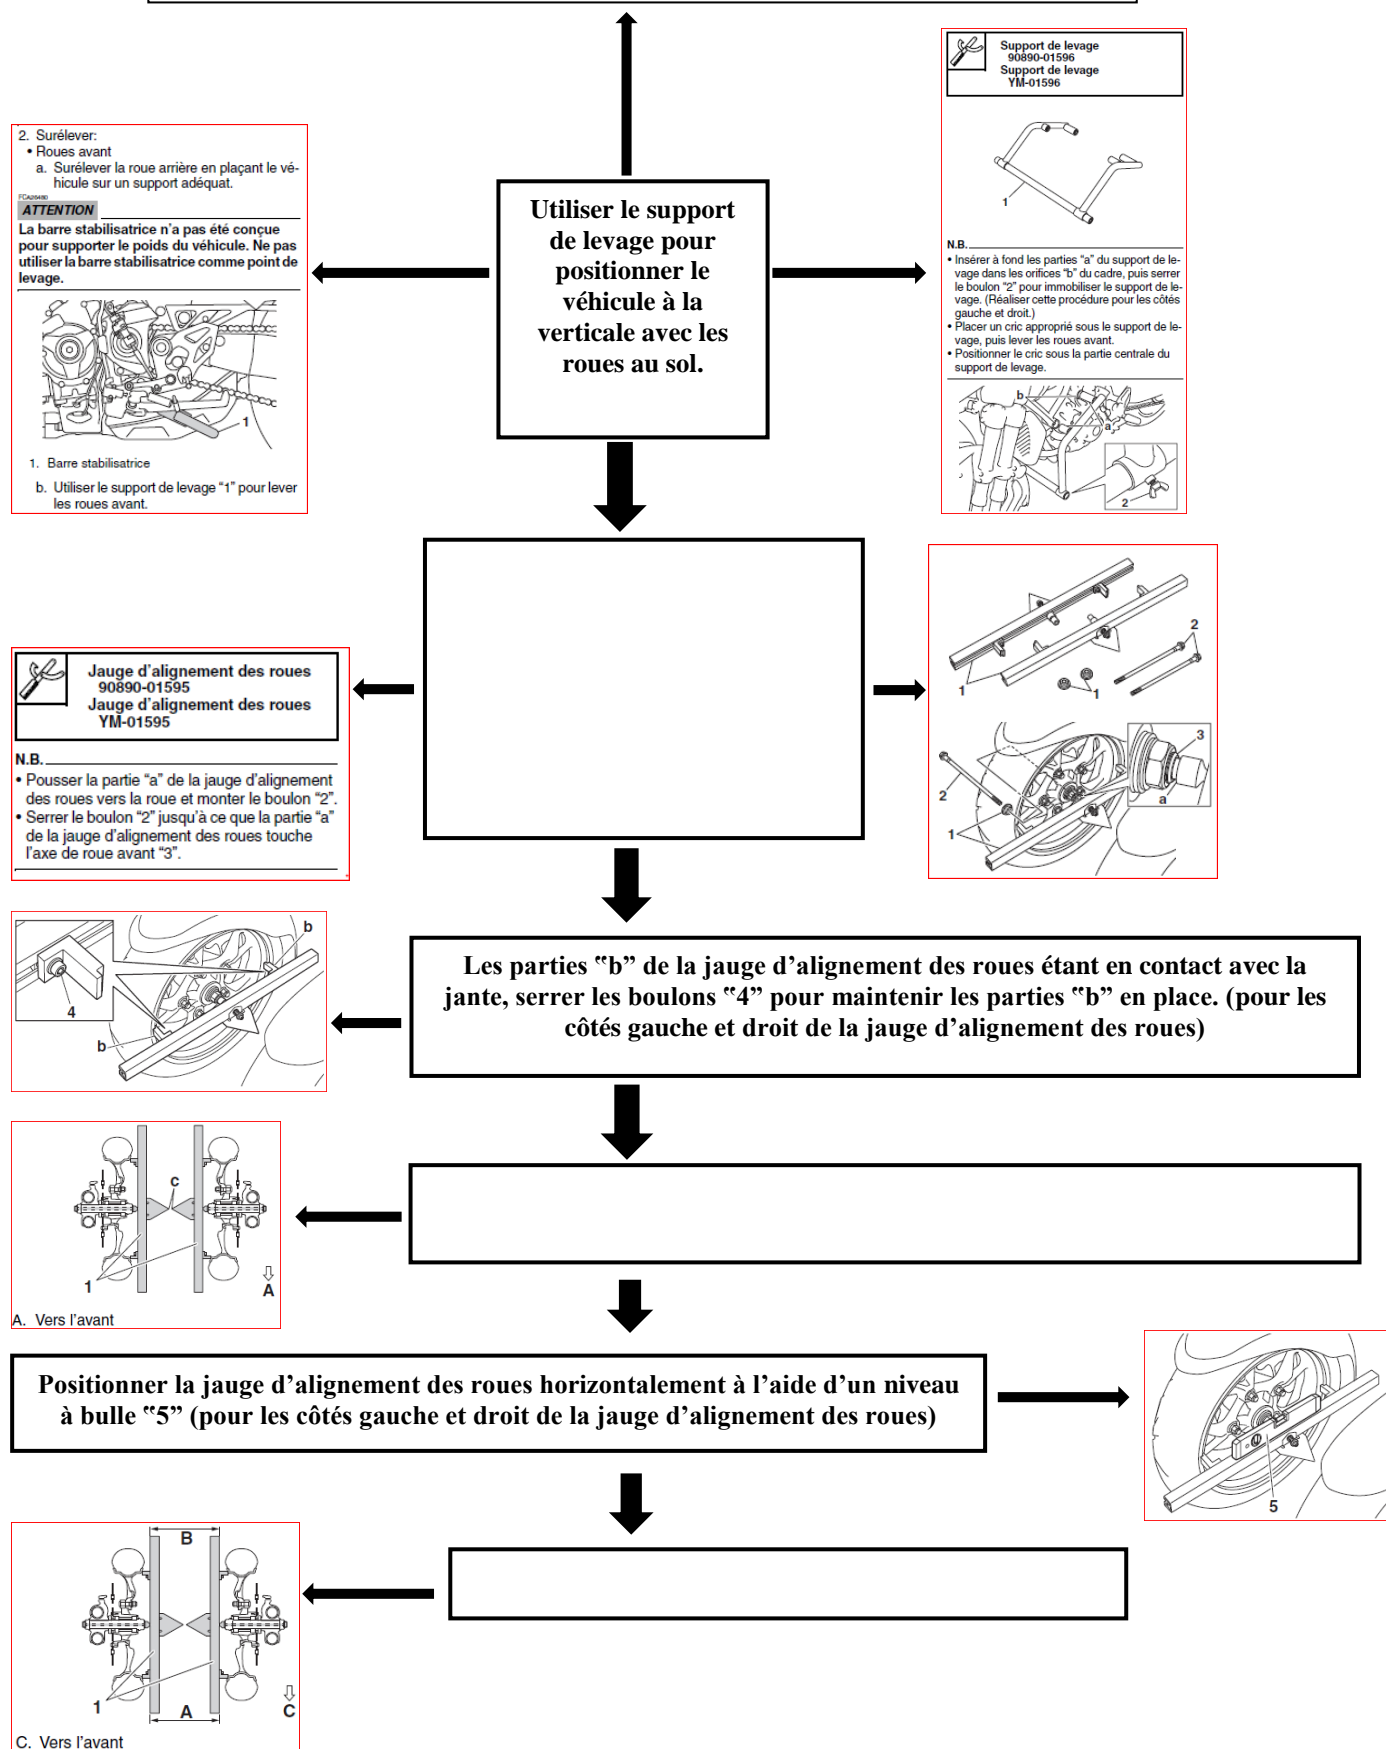 Support de levage
90890-01596
Support de levage
YM-01596
1
N.B.
• Insérer à fond les parties “a” du support de le-
vage dans les orifices “b” du cadre, puis serrer
le boulon “2” pour immobiliser le support de le-
vage. (Réaliser cette procédure pour les côtés
gauche et droit.)
• Placer un cric approprié sous le support de le-
vage, puis lever les roues avant.
• Positionner le cric sous la partie centrale du
support de levage.
b
a
2
2. Surélever:
• Roues avant
a. Surélever la roue arrière en plaçant le vé-
hicule sur un support adéquat.
FCA26480
ATTENTION
La barre stabilisatrice n’a pas été conçue
pour supporter le poids du véhicule. Ne pas
utiliser la barre stabilisatrice comme point de
levage.
1
1. Barre stabilisatrice
b. Utiliser le support de levage “1” pour lever
les roues avant.
Utiliser le support
de levage pour
positionner le
véhicule à la
verticale avec les
roues au sol.
Jauge d’alignement des roues
90890-01595
Jauge d’alignement des roues
YM-01595
N.B.
• Pousser la partie “a” de la jauge d’alignement
des roues vers la roue et monter le boulon “2”.
• Serrer le boulon “2” jusqu’à ce que la partie “a”
de la jauge d’alignement des roues touche
l’axe de roue avant “3”.
2
1
1
3
2
a
1
b
4
b
Les parties “b” de la jauge d’alignement des roues étant en contact avec la
jante, serrer les boulons “4” pour maintenir les parties “b” en place. (pour les
côtés gauche et droit de la jauge d’alignement des roues)
c
1
A
A. Vers l’avant
Positionner la jauge d’alignement des roues horizontalement à l’aide d’un niveau
à bulle “5” (pour les côtés gauche et droit de la jauge d’alignement des roues)
5
B
1
A
C
C. Vers l’avant